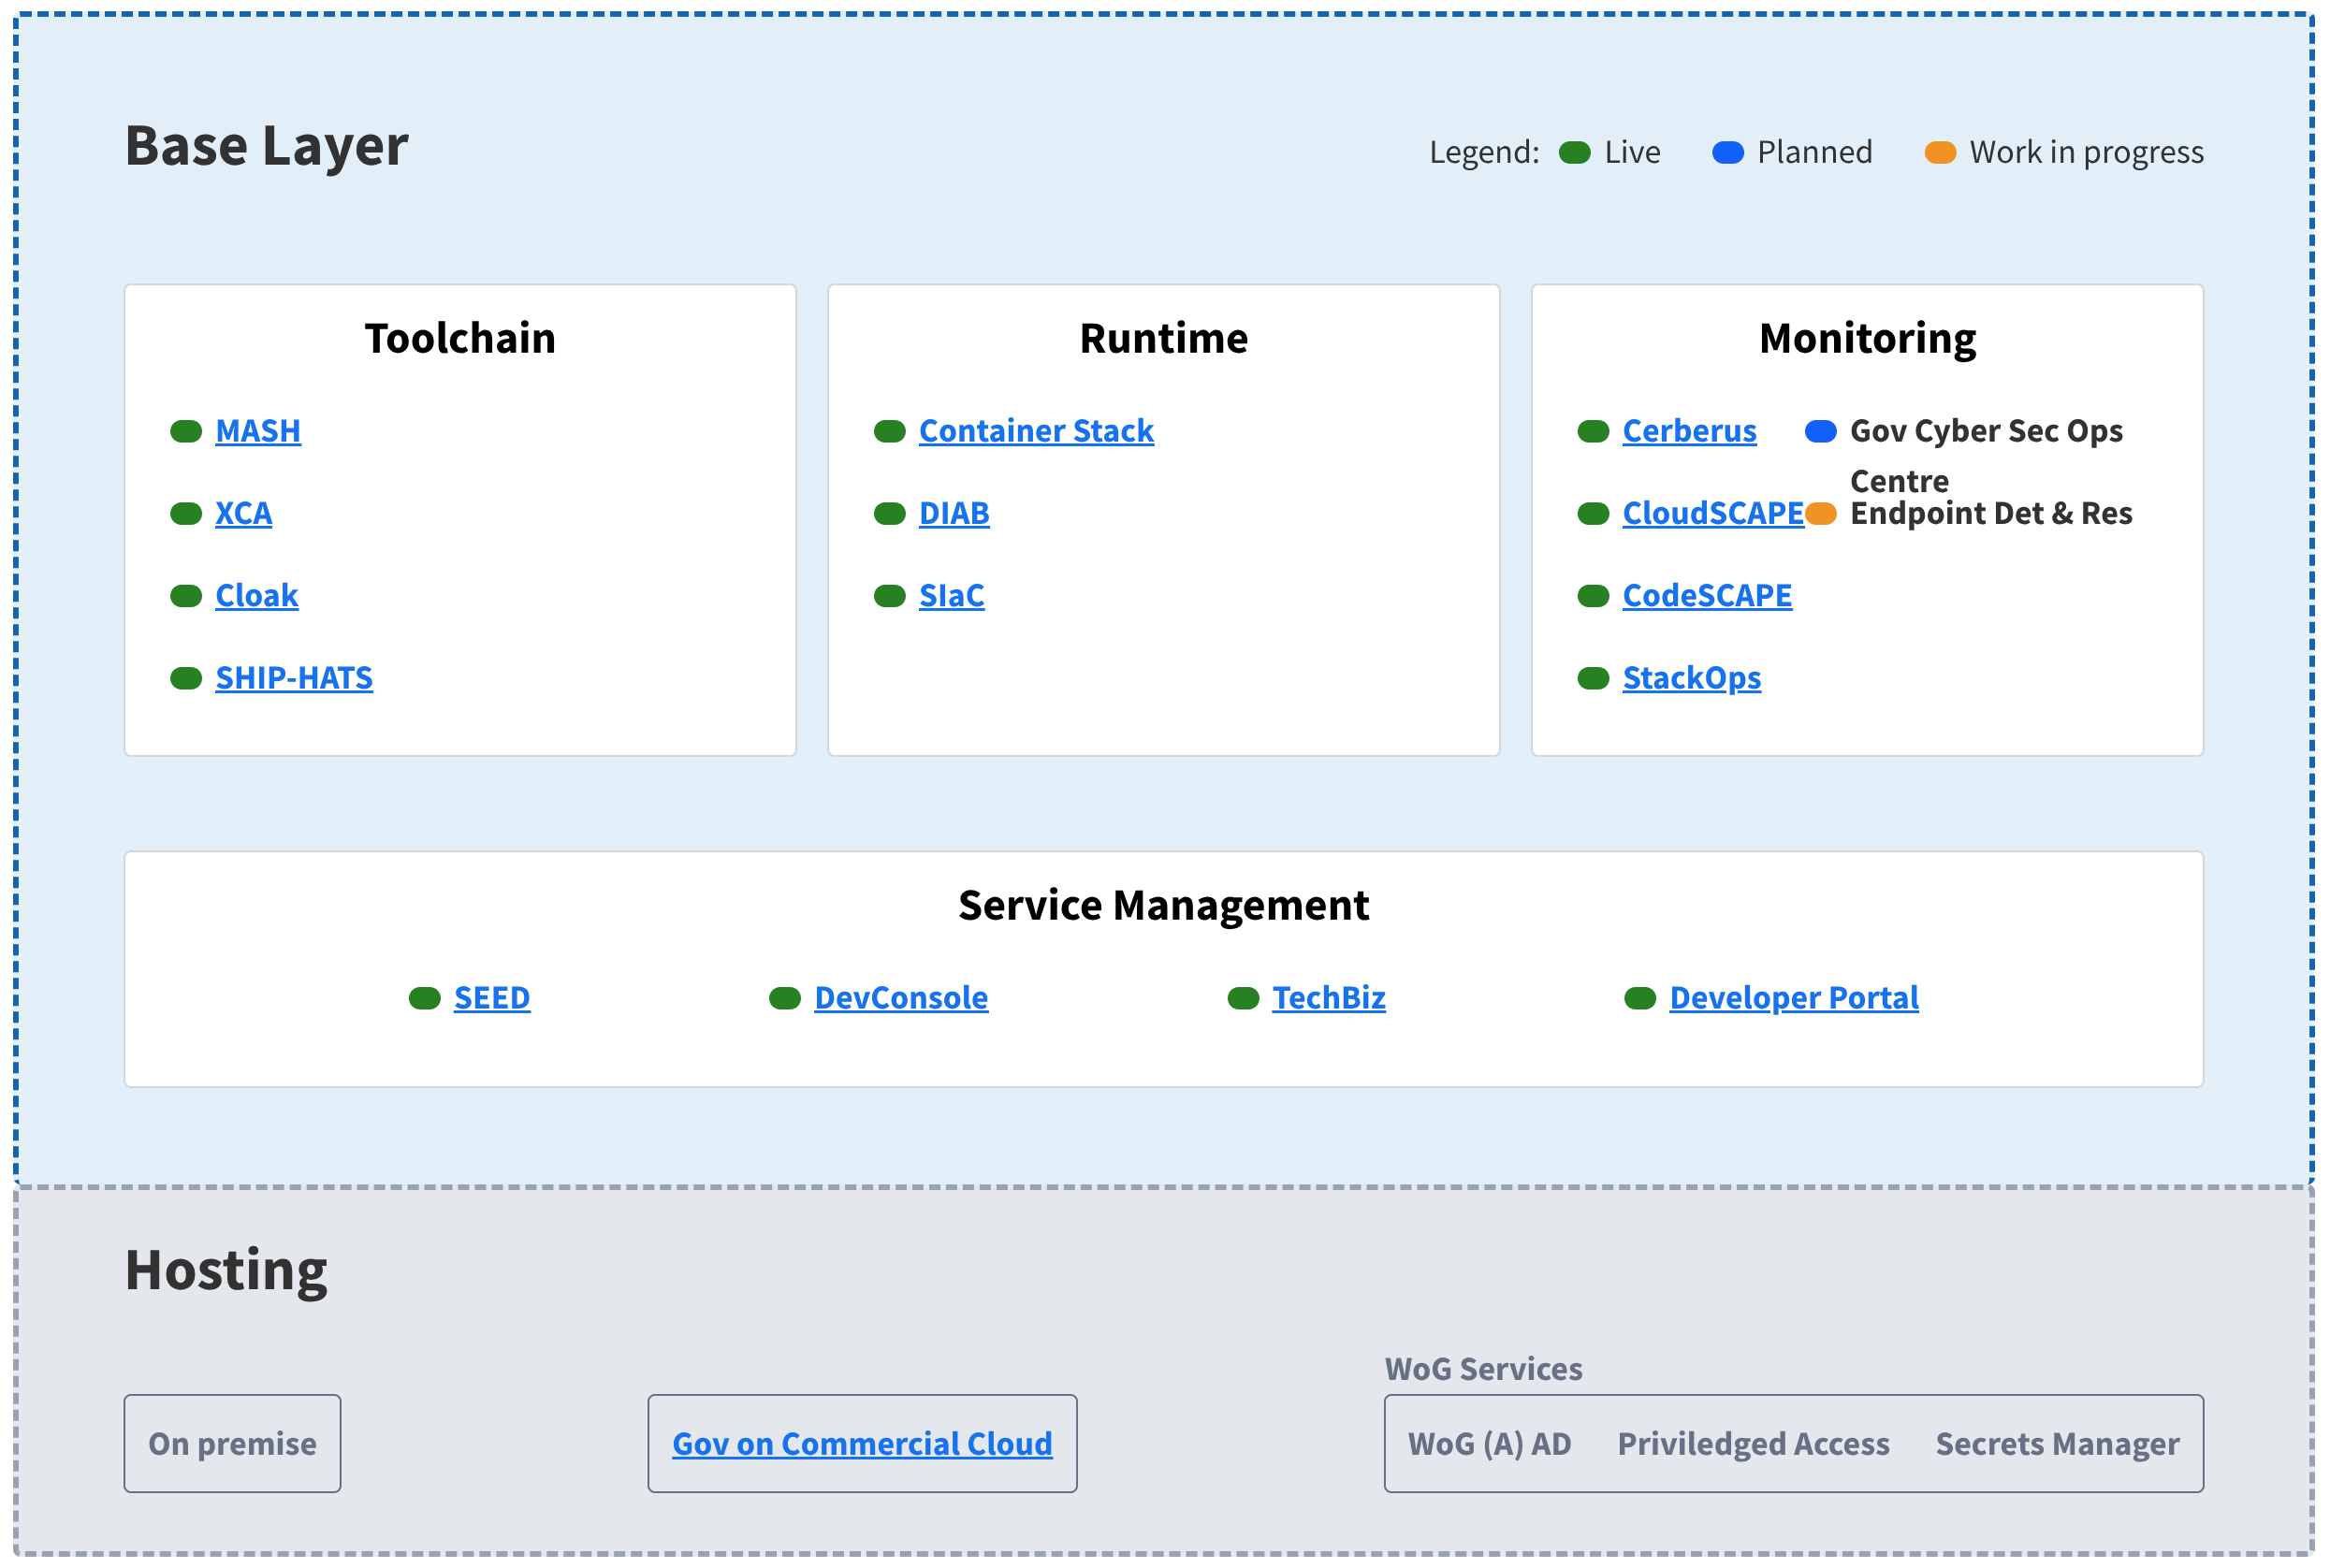 Base Layer
Legend: Live Planned Work in progress
Toolchain
MASH
XCA
Cloak
SHIP-HATS
Runtime
Container Stack
DIAB
SIaC
Monitoring
Cerberus
CloudSCAPE
CodeSCAPE
StackOps
Gov Cyber Sec Ops
Centre
Endpoint Det & Res
Service Management
SEED DevConsole TechBiz Developer Portal
Hosting
On premise
Gov on Commercial Cloud
WoG Services
WoG (A) AD Priviledged Access Secrets Manager